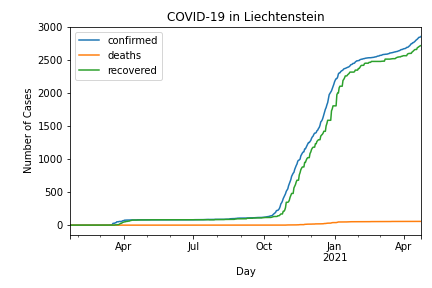 COVID-19 in Liechtenstein
confirmed
deaths
recovered
Number of Cases
3000
2500
2000
1500
1000
500
0
Apr
Jul
Oct
Jan
2021
Apr
Day